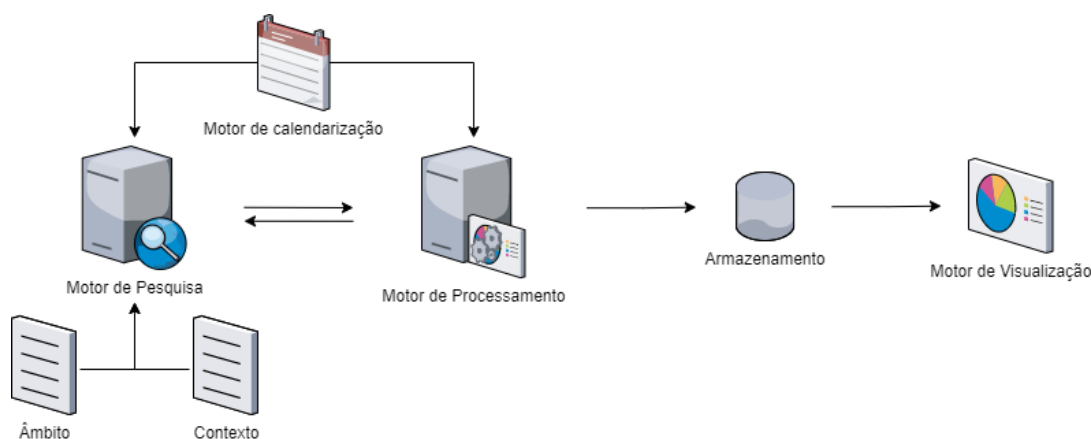 Motor de calendarização
Motor de Pesquisa
Motor de Processamento
Armazenamento
Motor de Visualização
Âmbito
Contexto